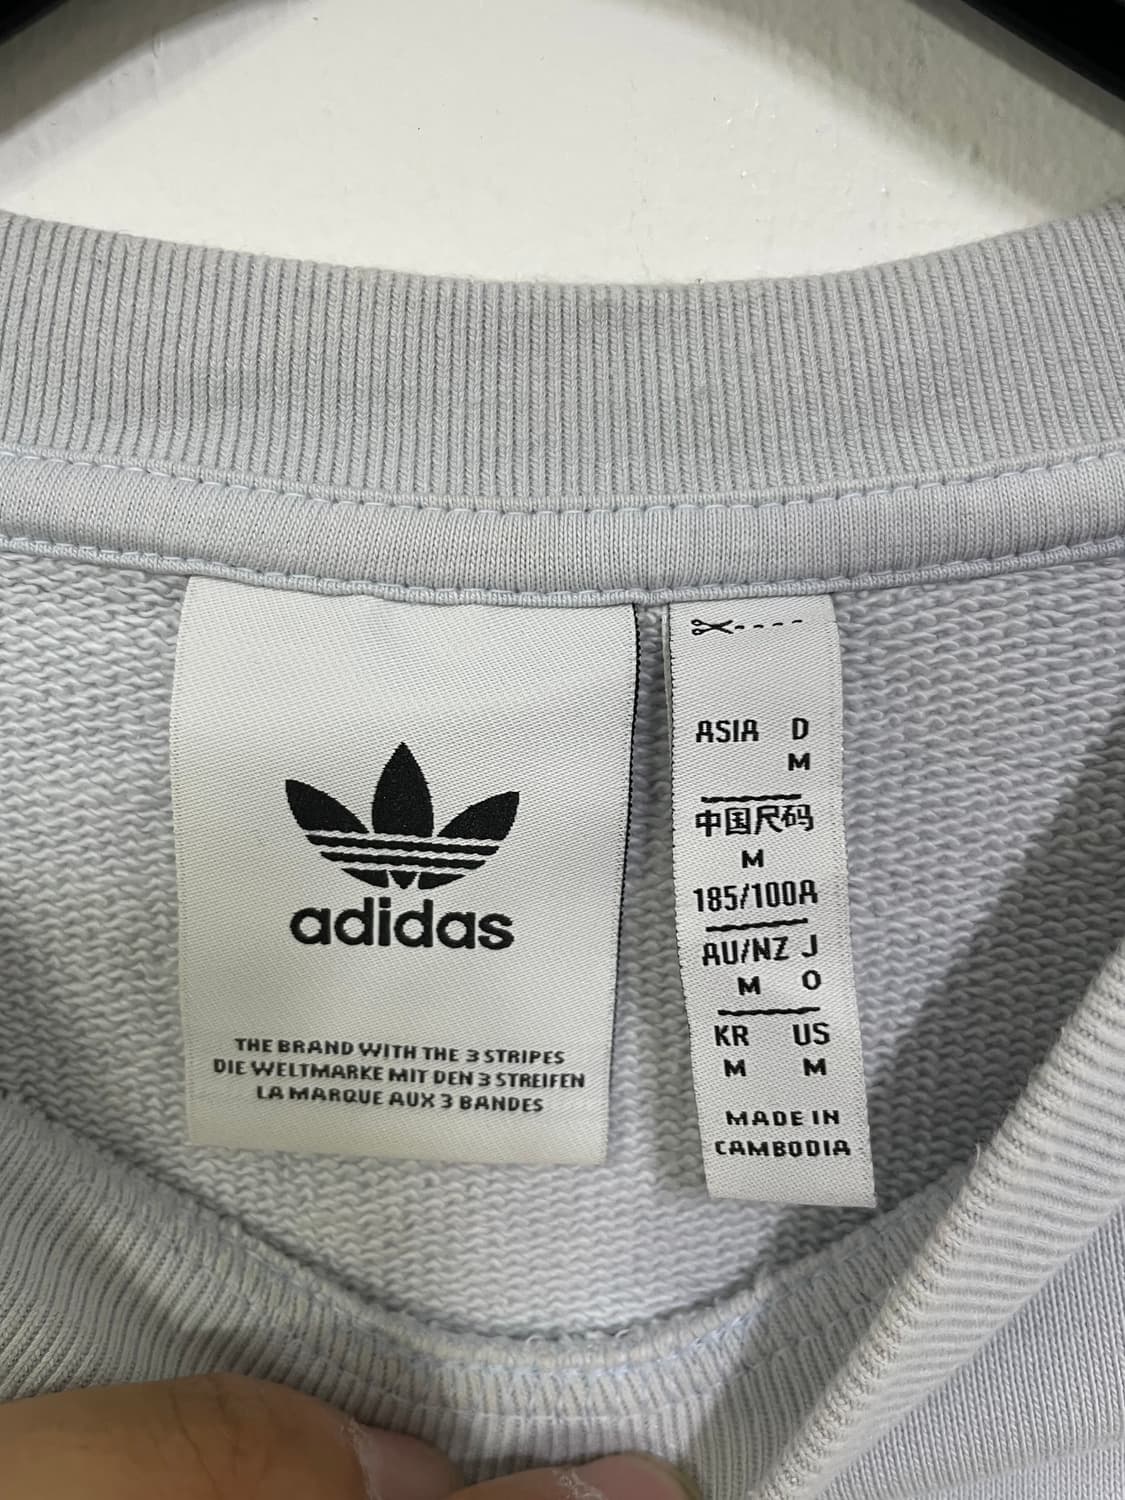 adidas
THE BRAND WITH THE 3 STRIPES
DIE WELTMARKE MIT DEN 3 STREIFEN
LA MARQUE AUX 3 BANDES
ASIA D
M
中国尺码
M
185/100A
AU/NZ J
M O
KR US
M M
MADE IN
CAMBODIA